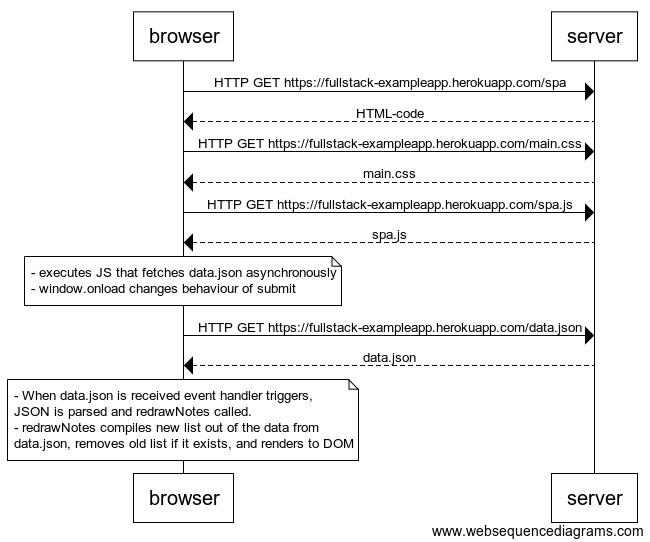 browser
server
HTTP GET https://fullstack-exampleapp.herokuapp.com/spa
HTML-code
HTTP GET https://fullstack-exampleapp.herokuapp.com/main.css
main.css
HTTP GET https://fullstack-exampleapp.herokuapp.com/spa.js
spa.js
- executes JS that fetches data.json asynchronously
- window.onload changes behaviour of submit
HTTP GET https://fullstack-exampleapp.herokuapp.com/data.json
data.json
- When data.json is received event handler triggers,
JSON is parsed and redrawNotes called.
- redrawNotes compiles new list out of the data from
data.json, removes old list if it exists, and renders to DOM
browser
server
www.websequencediagrams.com